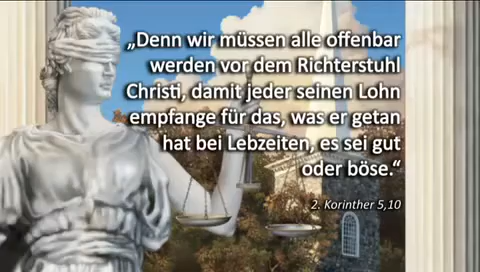 „Denn wir müssen alle offenbar
werden vor dem Richterstuhl
Christi, damit jeder seinen Lohn
empfange für das, was er getan
hat bei Lebzeiten, es sei gut
oder böse.“
2. Korinther 5,10